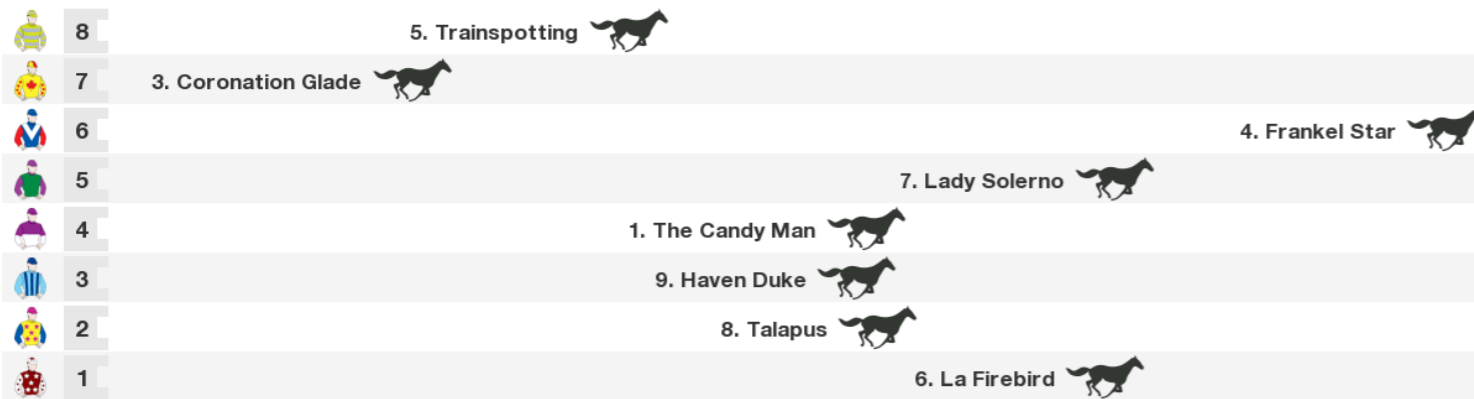 8 5. Trainspotting
7 3. Coronation Glade
6 4. Frankel Star
5 7. Lady Solerno
4 1. The Candy Man
3 9. Haven Duke
2 8. Talapus
1 6. La Firebird